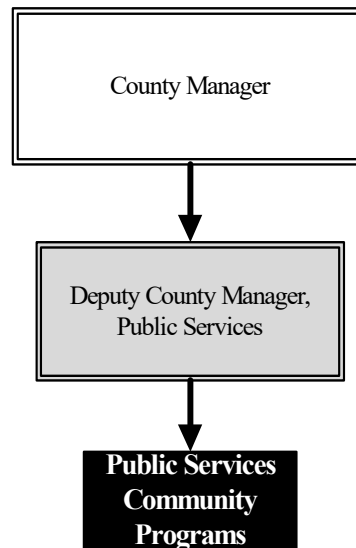 County Manager
Deputy County Manager,
Public Services
Public Services
Community
Programs